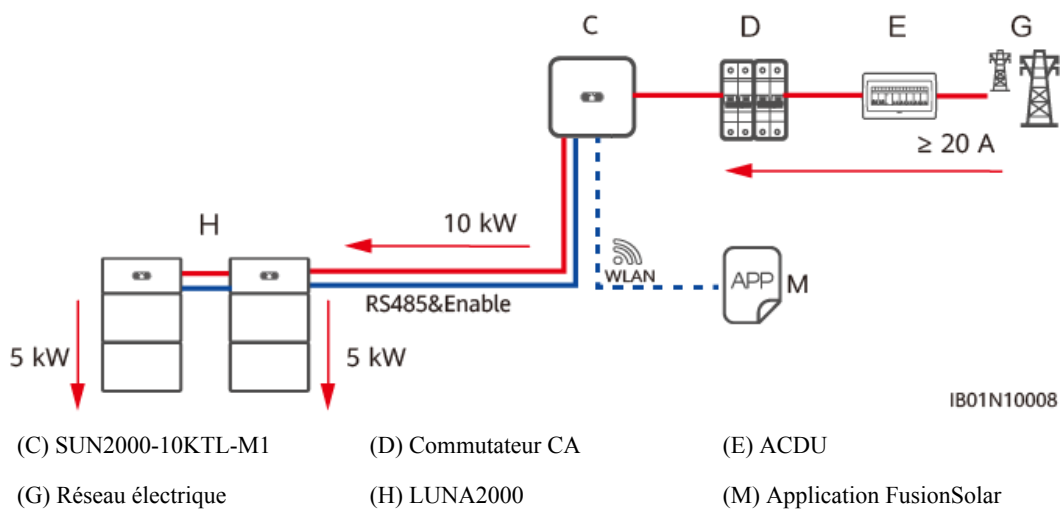 C
D
E
G
≥ 20 A
H
10 kW
WLAN
APP
M
RS485&Enable
5 kW
5 kW
IB01N10008
(C) SUN2000-10KTL-M1
(D) Commutateur CA
(E) ACDU
(G) Réseau électrique
(H) LUNA2000
(M) Application FusionSolar